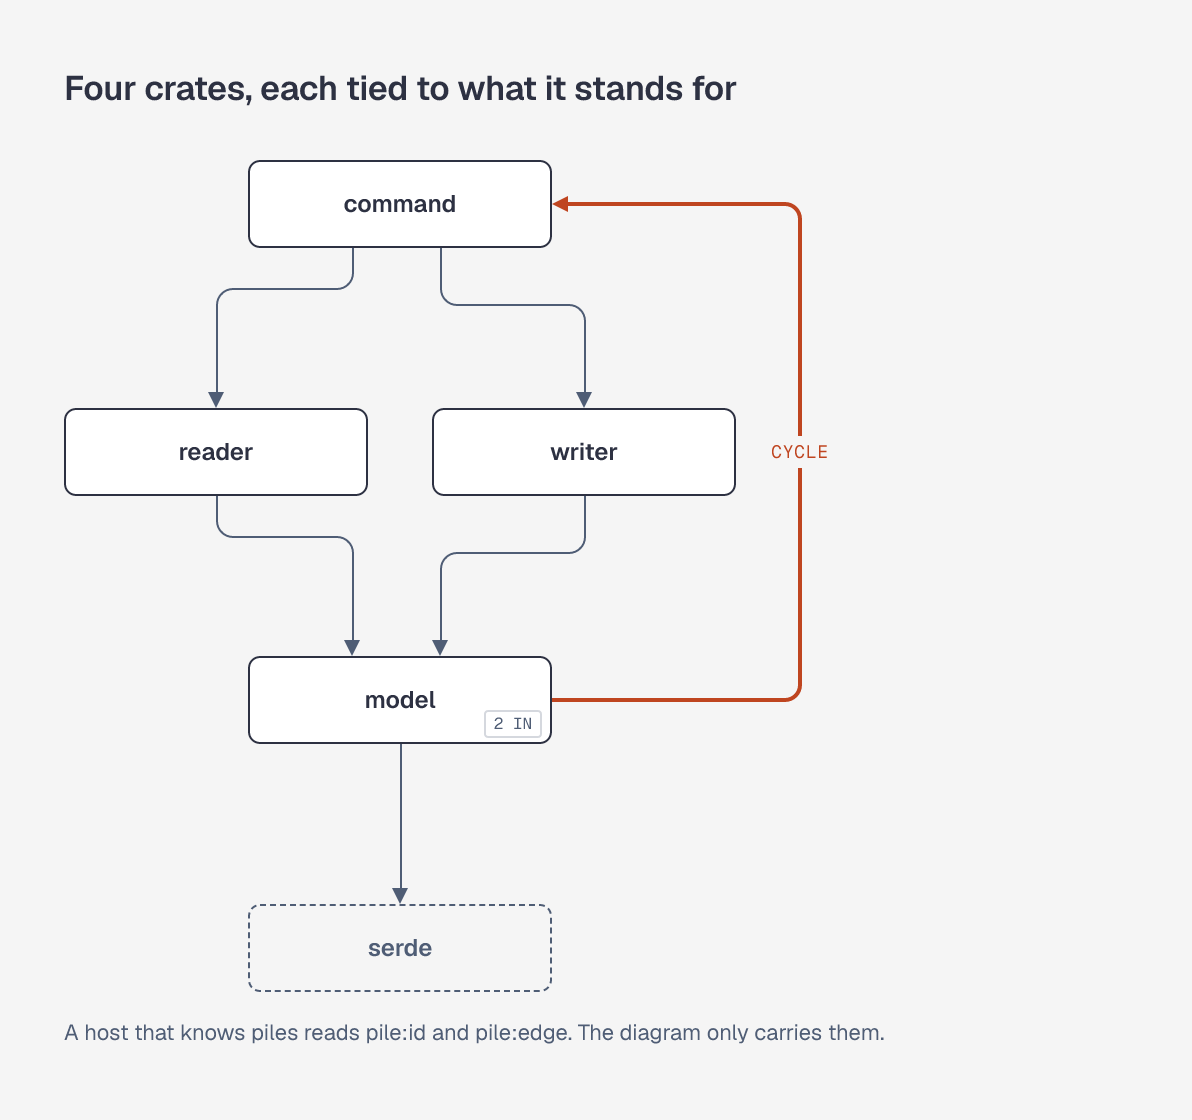 Four crates, each tied to what it stands for
command
reader
writer
CYCLE
model
2 IN
serde
A host that knows piles reads pile:id and pile:edge. The diagram only carries them.